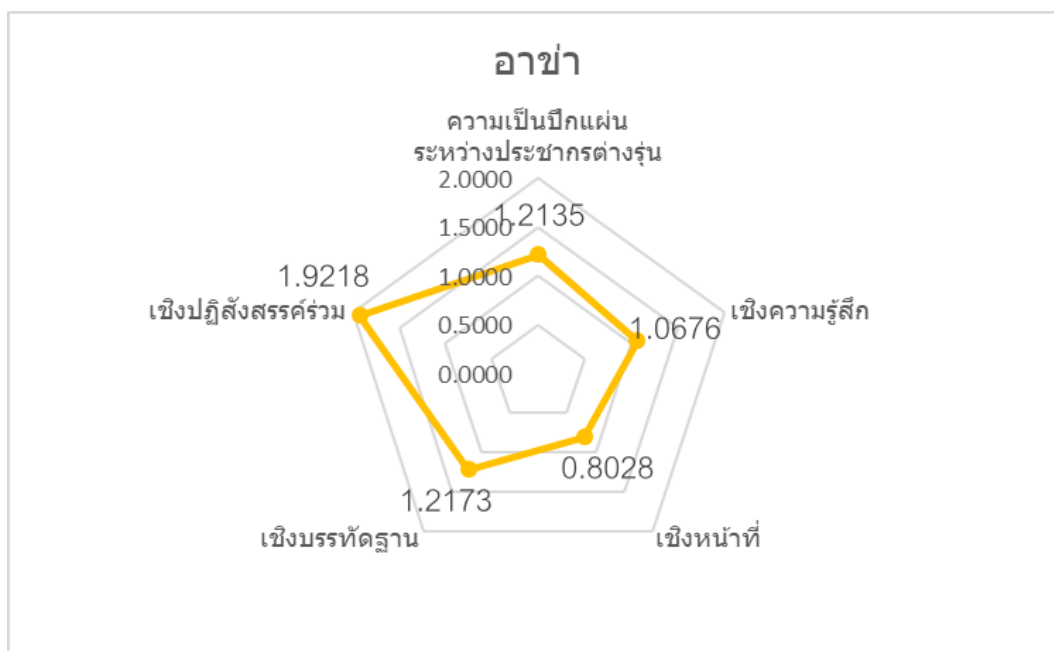 อาข่า
ความเป็นปึกแผ่น
ระหว่างประชากรต่างรุ่น
2.0000
1.2135
1.5000
1.9218
1.0000
เชิงปฏิสังสรรค์ร่วม
เชิงความรู้สึก
1.0676
0.5000
0.0000
0.8028
1.2173
เชิงบรรทัดฐาน
เชิงหน้าที่